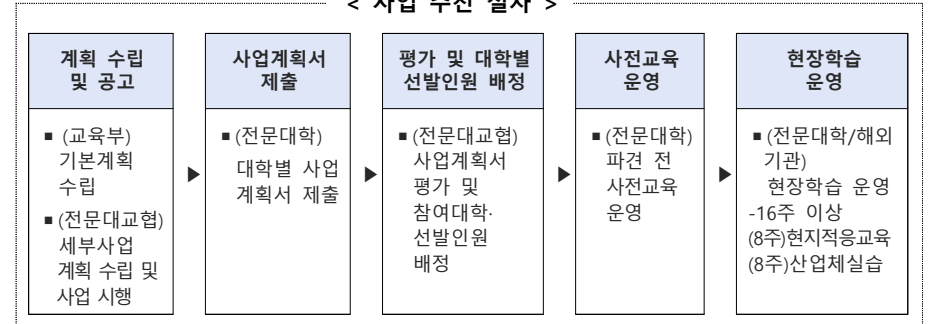 < 사업 추진 절차 >
계획 수립
및 공고
■ (교육부)
기본계획
수립
■ (전문대교협)
세부사업
계획 수립 및
사업 시행
▶
사업계획서
제출
■ (전문대학)
대학별 사업
계획서 제출
▶
평가 및 대학별
선발인원 배정
■ (전문대교협)
사업계획서
평가 및
참여대학·
선발인원
배정
▶
사전교육
운영
■ (전문대학)
파견 전
사전교육
운영
▶
현장학습
운영
■ (전문대학/해외
기관)
현장학습 운영
-16주 이상
(8주)현지적응교육
(8주)산업체실습